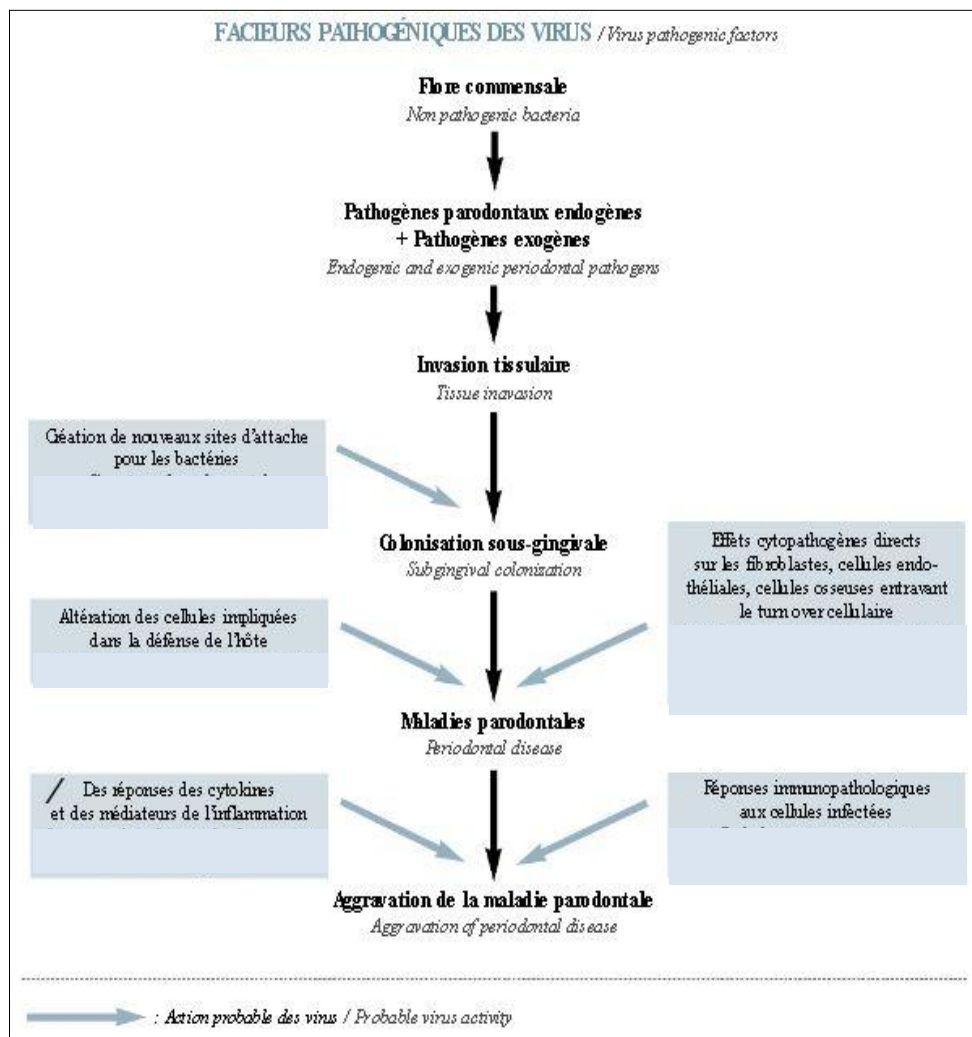 FACIEURS PATHOGÉNIQUES DES VIRUS / Virus pathogenic factors
Flore commensale
Non pathogenic bacteria
Pathogènes parodontaux endogènes
+ Pathogènes exogènes
Endogenic and exogenic periodontal pathogens
Invasion tissulaire
Tissue inavasion
Création de nouveaux sites d'attache
pour les bactéries
Colonisation sous-gingivale
Subgingival colonization
Effets cytopathogènes directs
sur les fibroblastes, cellules endo-
théliales, cellules osseuses entravant
le turn over cellulaire
Altération des cellules impliquées
dans la défense de l'hôte
Maladies parodontales
Periodontal disease
/ Des réponses des cytokines
et des médiateurs de l'inflammation
Réponses immunopathologiques
aux cellules infectées
Aggravation de la maladie parodontale
Aggravation of periodontal disease
: Action probable des virus / Probable virus activity